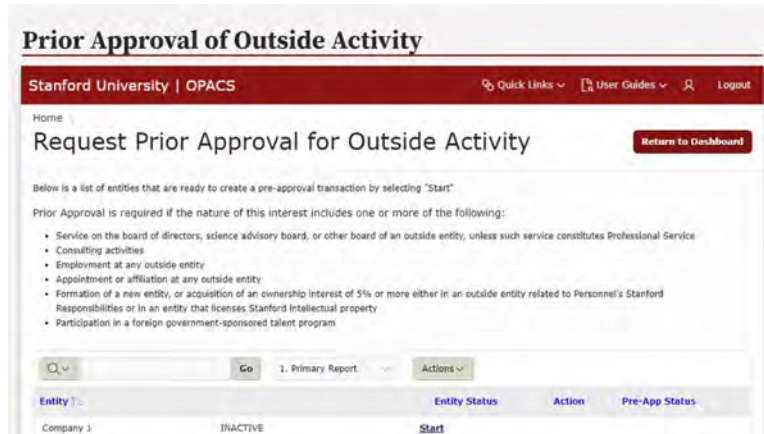 Prior Approval of Outside Activity
Stanford University | OPACS Quick Links User Guides Logout
Home
Request Prior Approval for Outside Activity Return to Dashboard
Below is a list of entities that are ready to create a pre-approval transaction by selecting "Start"
Prior Approval is required if the nature of this interest includes one or more of the following:
• Service on the board of directors, science advisory board, or other board of an outside entity, unless such service constitutes Professional Service
• Consulting activities
• Employment at any outside entity
• Appointment or affiliation at any outside entity
• Formation of a new entity, or acquisition of an ownership interest of 5% or more either in an outside entity related to Personnel's Stanford
Responsibilities or in an entity that licenses Stanford intellectual property
• Participation in a foreign government-sponsored talent program
Go 1. Primary Report Actions
Entity Entity Status Action Pre-App Status
Company 1 INACTIVE Start